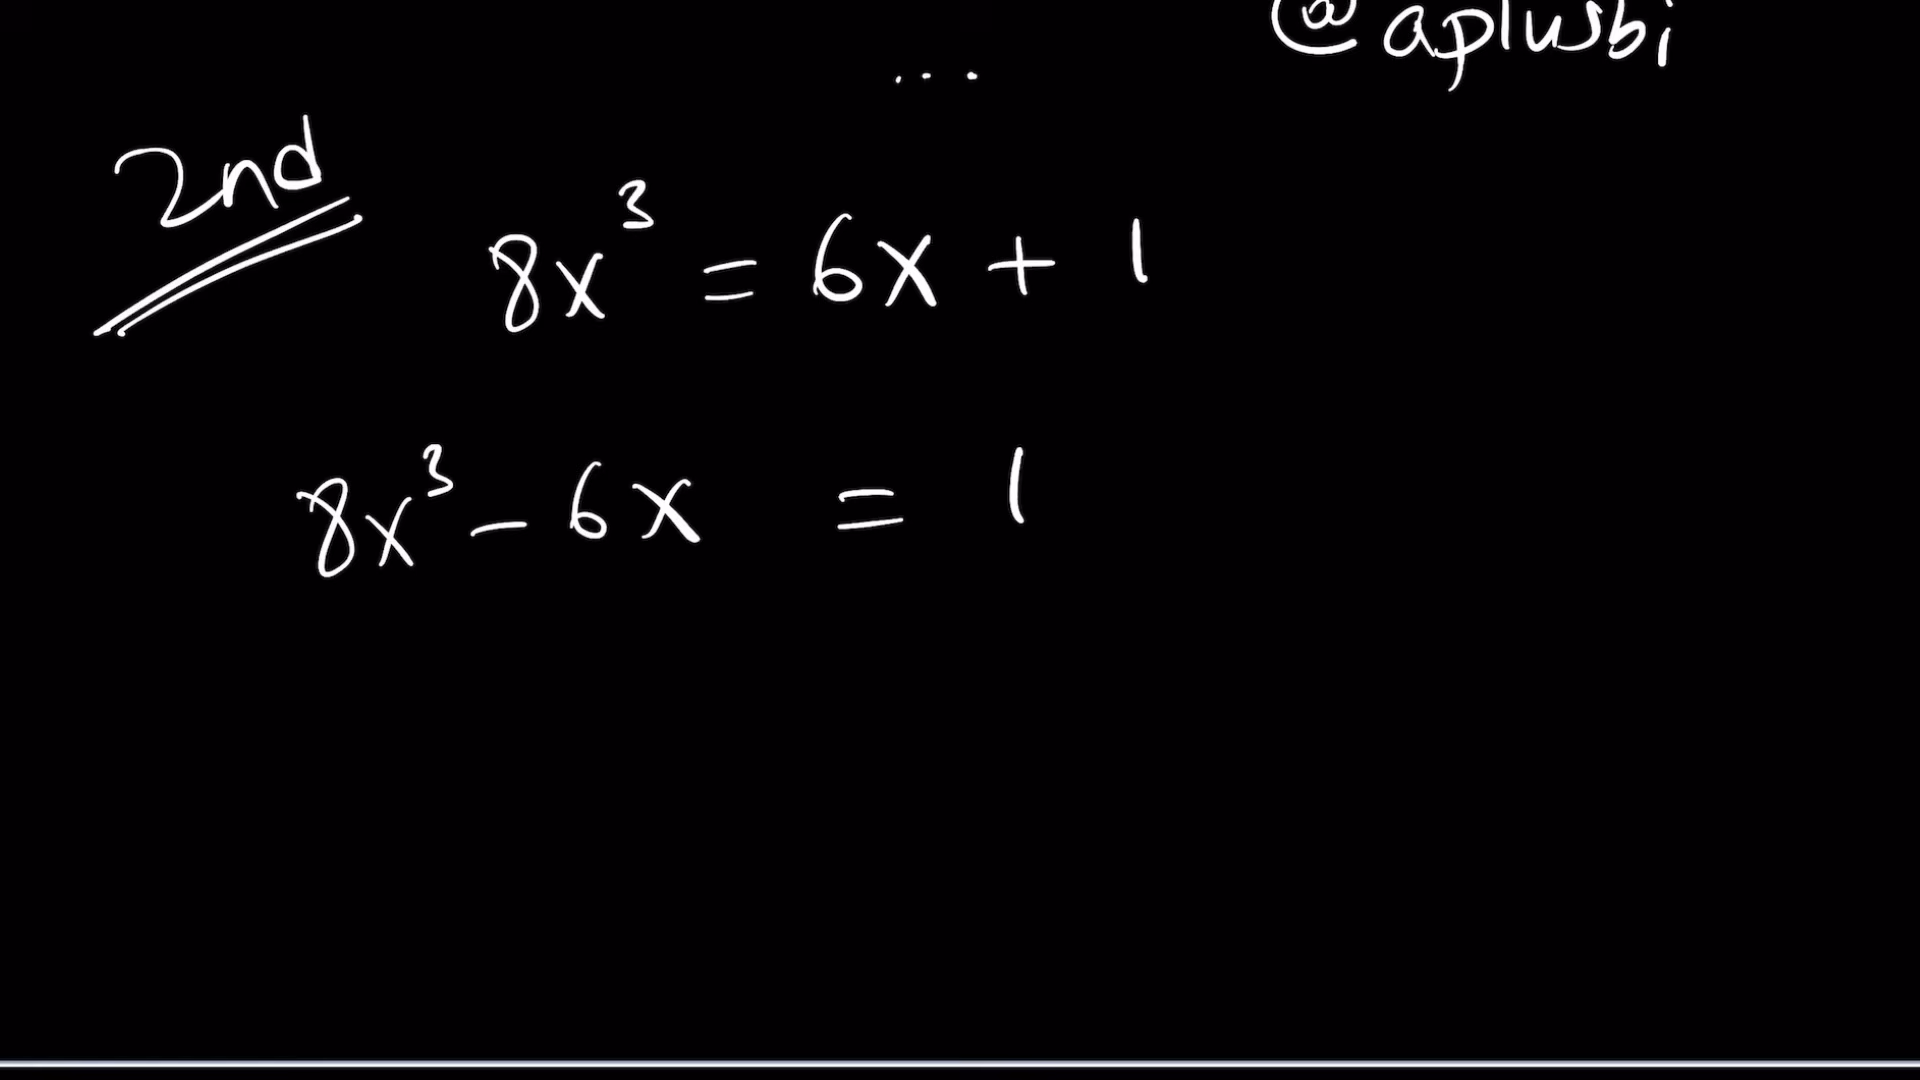 @aplusbi
...
2nd
8x³ = 6x + 1
8x³ - 6x = 1